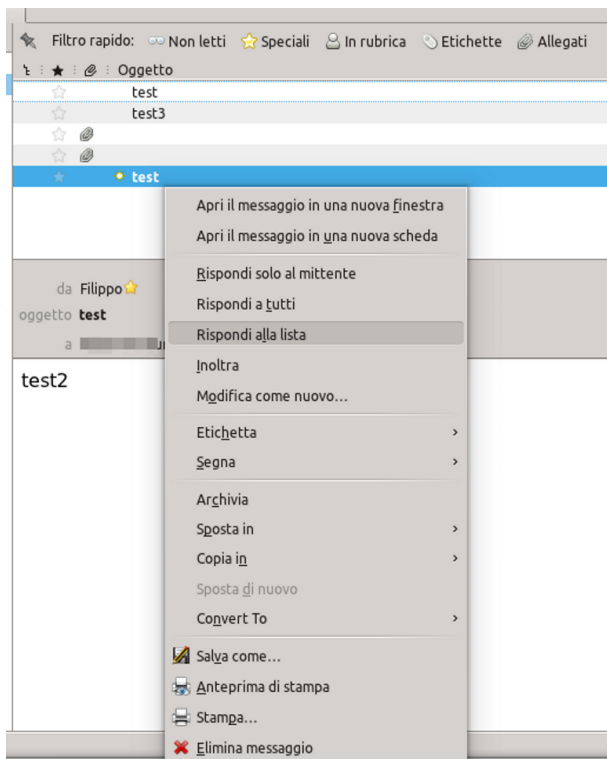 Filtro rapido: Non letti Speciali In rubrica Etichette Allegati
Oggetto
test
test3
test
Apri il messaggio in una nuova finestra
Apri il messaggio in una nuova scheda
Rispondi solo al mittente
da Filippo
Rispondi a tutti
oggetto test
Rispondi alla lista
a
Inoltra
test2
Modifica come nuovo...
Etichetta
Segna
Archivia
Sposta in
Copia in
Sposta di nuovo
Convert To
Salva come...
Anteprima di stampa
Stampa...
Elimina messaggio